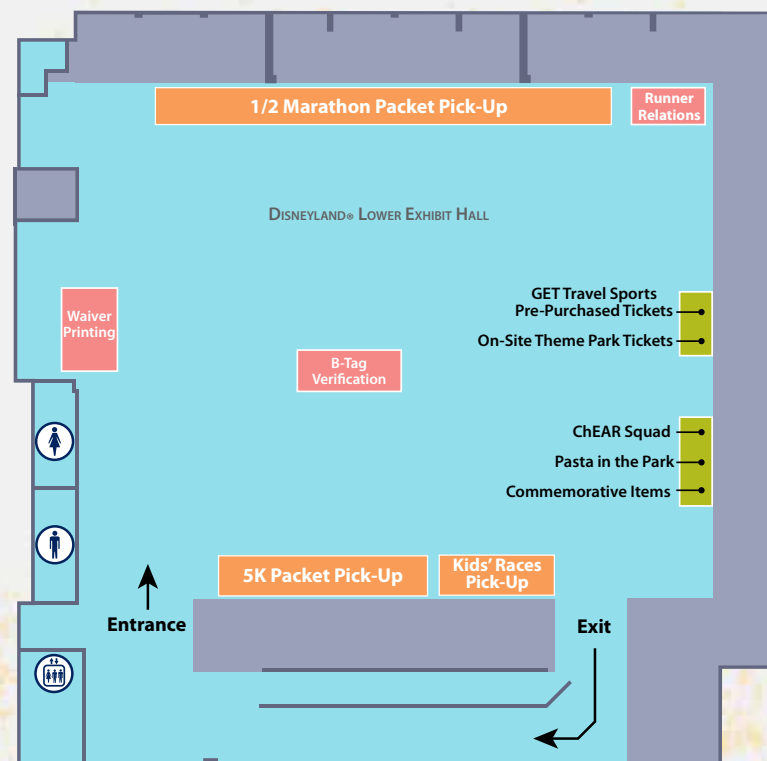 1/2 Marathon Packet Pick-Up
Runner
Relations
DISNEYLAND® LOWER EXHIBIT HALL
Waiver
Printing
GET Travel Sports
Pre-Purchased Tickets
On-Site Theme Park Tickets
B-Tag
Verification
ChEAR Squad
Pasta in the Park
Commemorative Items
5K Packet Pick-Up
Kids' Races
Pick-Up
Entrance
Exit